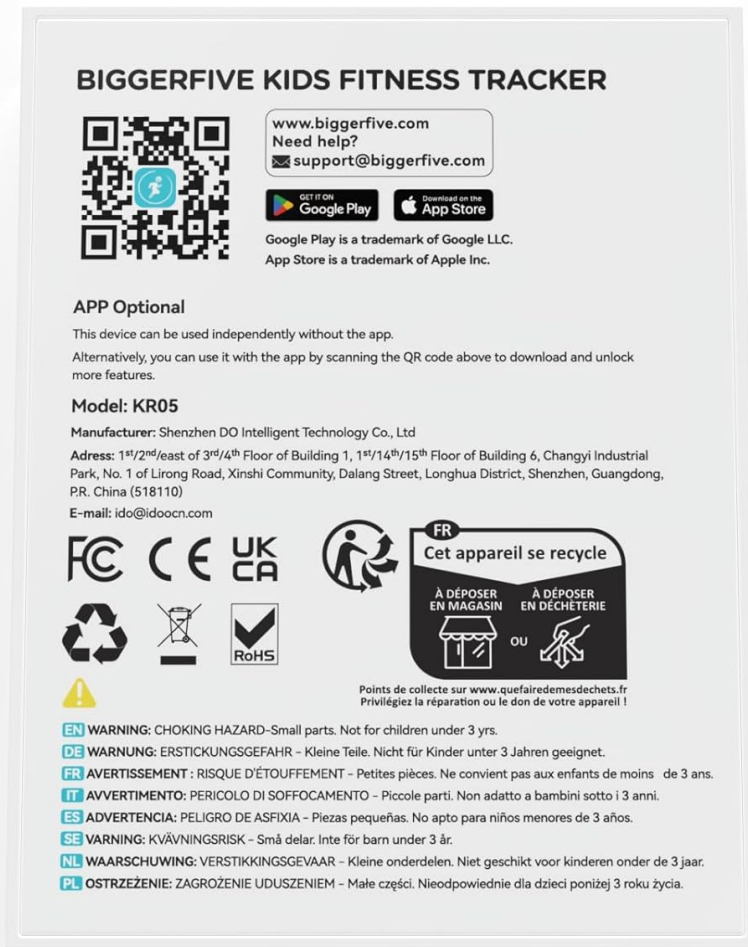 BIGGERFIVE KIDS FITNESS TRACKER
www.biggerfive.com
Need help?
support@biggerfive.com
GET IT ON
Google Play
Download on the
App Store
Google Play is a trademark of Google LLC.
App Store is a trademark of Apple Inc.
APP Optional
This device can be used independently without the app.
Alternatively, you can use it with the app by scanning the QR code above to download and unlock
more features.
Model: KR05
Manufacturer: Shenzhen DO Intelligent Technology Co., Ltd
Adress: 1st/2nd/east of 3rd/4th Floor of Building 1, 1st/14th/15th Floor of Building 6, Changyi Industrial
Park, No. 1 of Lirong Road, Xinshi Community, Dalang Street, Longhua District, Shenzhen, Guangdong,
P.R. China (518110)
E-mail: ido@idoocn.com
FC CE UK
CA
RoHS
FR
Cet appareil se recycle
À DÉPOSER
EN MAGASIN
OU
À DÉPOSER
EN DÉCHÈTERIE
Points de collecte sur www.quefairedemesdechets.fr
Privilégiez la réparation ou le don de votre appareil !
EN WARNING: CHOKING HAZARD-Small parts. Not for children under 3 yrs.
DE WARNUNG: ERSTICKUNGSGEFAHR – Kleine Teile. Nicht für Kinder unter 3 Jahren geeignet.
FR AVERTISSEMENT : RISQUE D'ÉTOUFFEMENT – Petites pièces. Ne convient pas aux enfants de moins de 3 ans.
IT AVVERTIMENTO: PERICOLO DI SOFFOCAMENTO – Piccole parti. Non adatto a bambini sotto i 3 anni.
ES ADVERTENCIA: PELIGRO DE ASFIXIA – Piezas pequeñas. No apto para niños menores de 3 años.
SE VARNING: KVÄVNINGSRISK – Små delar. Inte för barn under 3 år.
NL WAARSCHUWING: VERSTIKKINGSGEVAAR – Kleine onderdelen. Niet geschikt voor kinderen onder de 3 jaar.
PL OSTRZEŻENIE: ZAGROŻENIE UDUSZENIEM – Małe części. Nieodpowiednie dla dzieci poniżej 3 roku życia.